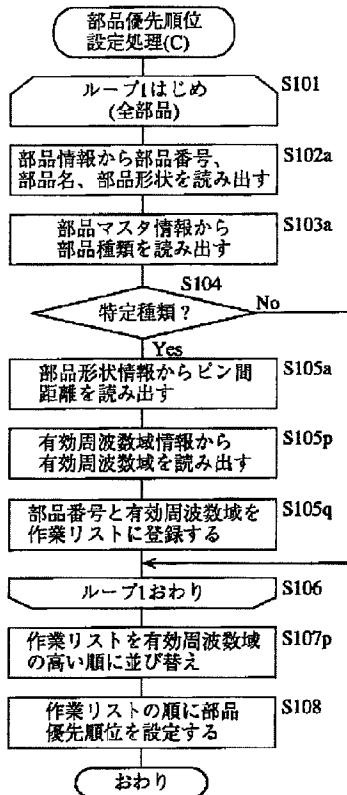 部品優先順位
設定処理(C)
ループ1はじめ
(全部品)
S101
部品情報から部品番号、
部品名、部品形状を読み出す
S102a
部品マスタ情報から
部品種類を読み出す
S103a
S104
特定種類？
No
Yes
部品形状情報からピン間
距離を読み出す
S105a
有効周波数域情報から
有効周波数域を読み出す
S105p
部品番号と有効周波数域を
作業リストに登録する
S105q
ループ1おわり
S106
作業リストを有効周波数域
の高い順に並び替え
S107p
作業リストの順に部品
優先順位を設定する
S108
おわり